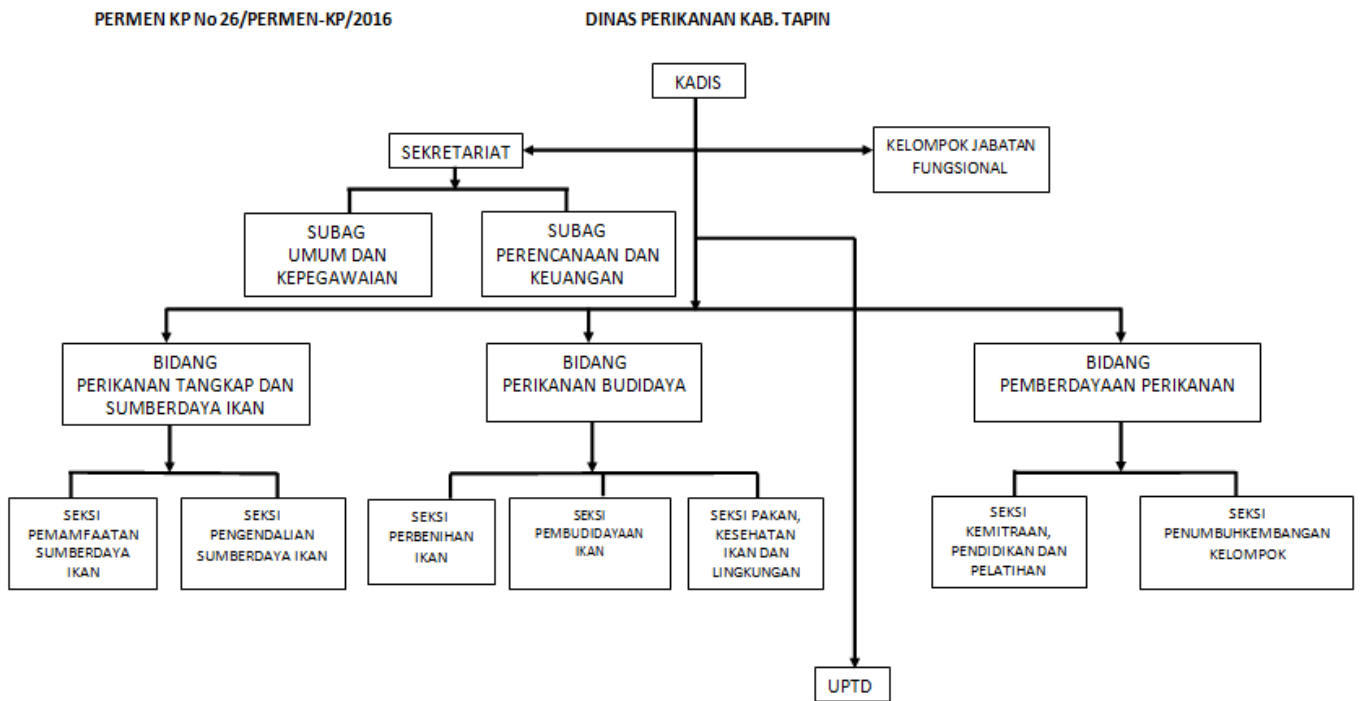 PERMEN KP No 26/PERMEN-KP/2016
DINAS PERIKANAN KAB. TAPIN
KADIS
SEKRETARIAT
KELOMPOK JABATAN
FUNGSIONAL
SUBAG
UMUM DAN
KEPEGAWAIAN
SUBAG
PERENCANAAN DAN
KEUANGAN
BIDANG
PERIKANAN TANGKAP DAN
SUMBERDAYA IKAN
BIDANG
PERIKANAN BUDIDAYA
BIDANG
PEMBERDAYAAN PERIKANAN
SEKSI
PEMAMFAATAN
SUMBERDAYA
IKAN
SEKSI
PENGENDALIAN
SUMBERDAYA IKAN
SEKSI
PERBENIHAN
IKAN
SEKSI
PEMBUDIDAYAAN
IKAN
SEKSI PAKAN,
KESEHATAN
IKAN DAN
LINGKUNGAN
SEKSI
KEMITRAAN,
PENDIDIKAN DAN
PELATIHAN
SEKSI
PENUMBUHKEMBANGAN
KELOMPOK
UPTD